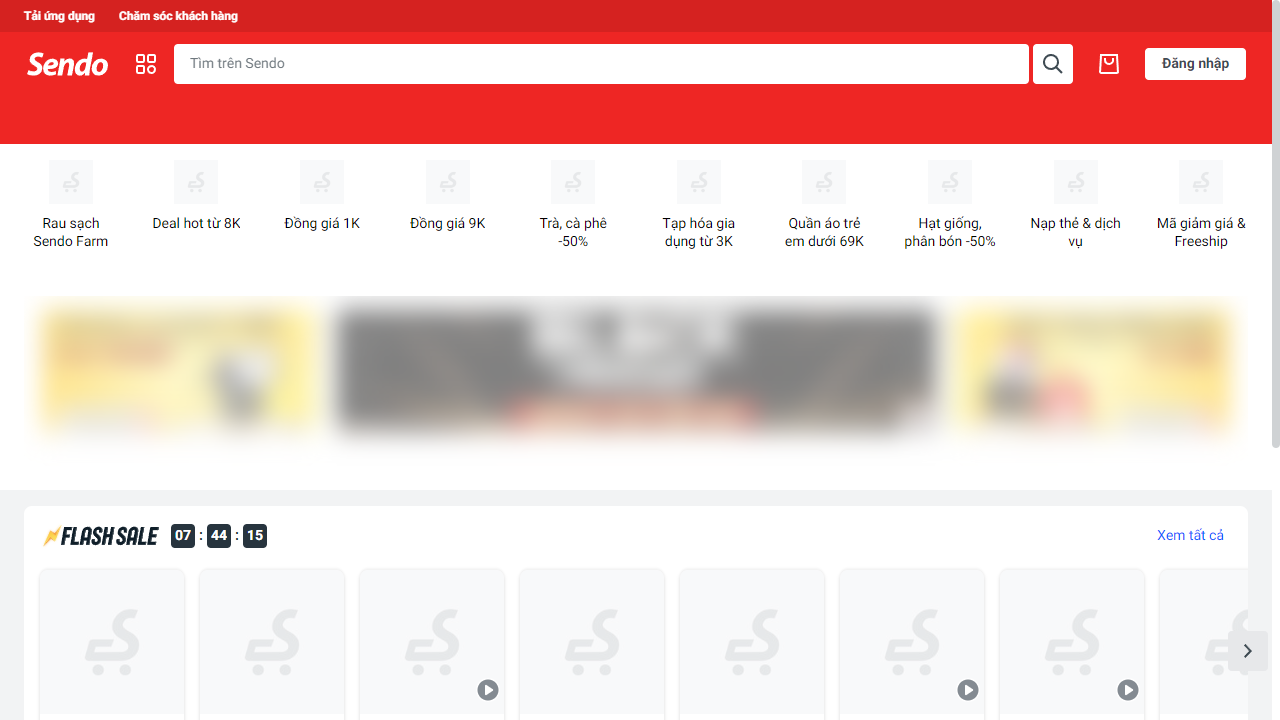 Tải ứng dụng
Chăm sóc khách hàng
Sendo
Tìm trên Sendo
Đăng nhập
Rau sạch
Sendo Farm
Deal hot từ 8K
Đồng giá 1K
Đồng giá 9K
Trà, cà phê
-50%
Tạp hóa gia
dụng từ 3K
Quần áo trẻ
em dưới 69K
Hạt giống,
phân bón -50%
Nạp thẻ & dịch
vụ
Mã giảm giá &
Freeship
FLASH SALE 07 : 44 : 15
Xem tất cả